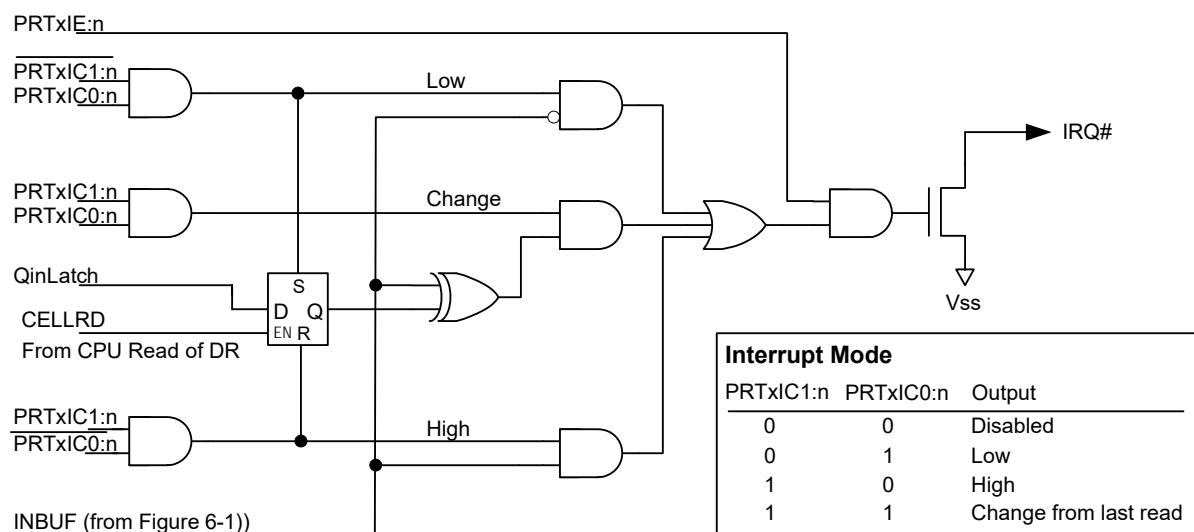 PRTxIE:n
PRTxIC1:n
PRTxIC0:n
Low
PRTxIC1:n
PRTxIC0:n
Change
IRQ#
QinLatch
S
D Q
EN R
CELLRD
From CPU Read of DR
Vss
PRTxIC1:n
PRTxIC0:n
High
INBUF (from Figure 6-1))
Interrupt Mode
PRTxIC1:n PRTxIC0:n Output
0 0 Disabled
0 1 Low
1 0 High
1 1 Change from last read